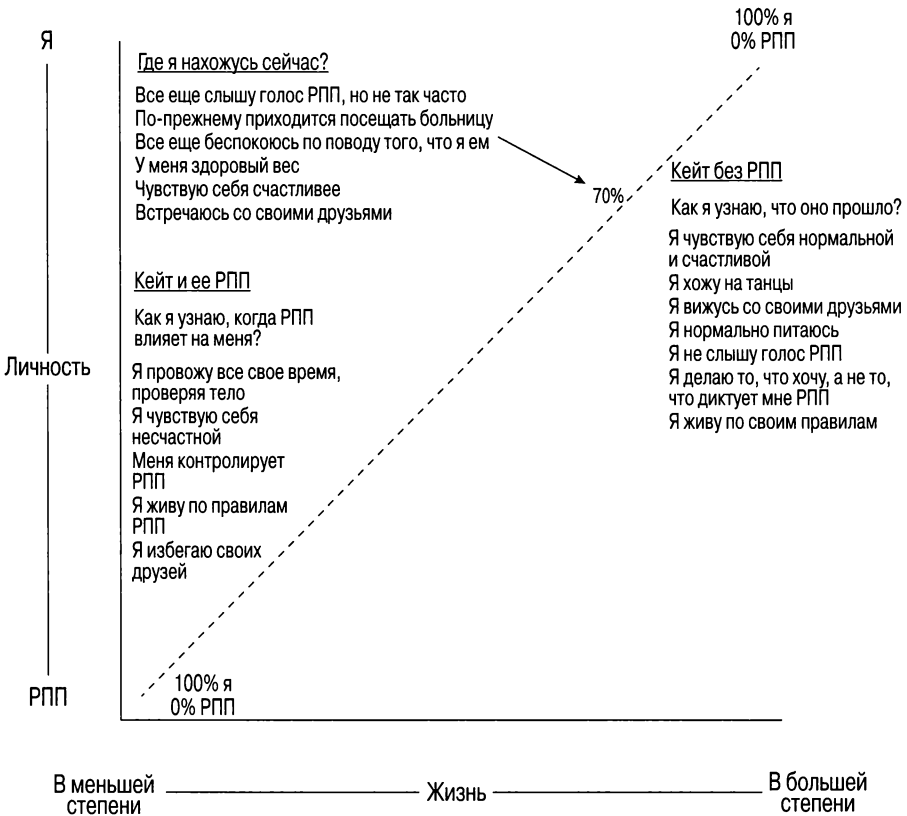 Я
100% я
0% РПП
Где я нахожусь сейчас?
Все еще слышу голос РПП, но не так часто
По-прежнему приходится посещать больницу
Все еще беспокоюсь по поводу того, что я ем
У меня здоровый вес
Чувствую себя счастливее
Встречаюсь со своими друзьями
70%
Кейт без РПП
Как я узнаю, что оно прошло?
Я чувствую себя нормальной
и счастливой
Я хожу на танцы
Я вижусь со своими друзьями
Я нормально питаюсь
Я не слышу голос РПП
Я делаю то, что хочу, а не то,
что диктует мне РПП
Я живу по своим правилам
Кейт и ее РПП
Как я узнаю, когда РПП
влияет на меня?
Я провожу все свое время,
проверяя тело
Я чувствую себя
несчастной
Меня контролирует
РПП
Я живу по правилам
РПП
Я избегаю своих
друзей
Личность
РПП
100% я
0% РПП
В меньшей
степени
Жизнь
В большей
степени